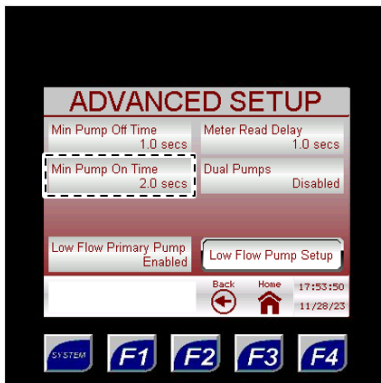 ADVANCED SETUP
Min Pump Off Time
1.0 secs
Meter Read Delay
1.0 secs
Min Pump On Time
2.0 secs
Dual Pumps
Disabled
Low Flow Primary Pump
Enabled
Low Flow Pump Setup
Back
Home
17:53:50
11/28/23
SYSTEM
F1
F2
F3
F4